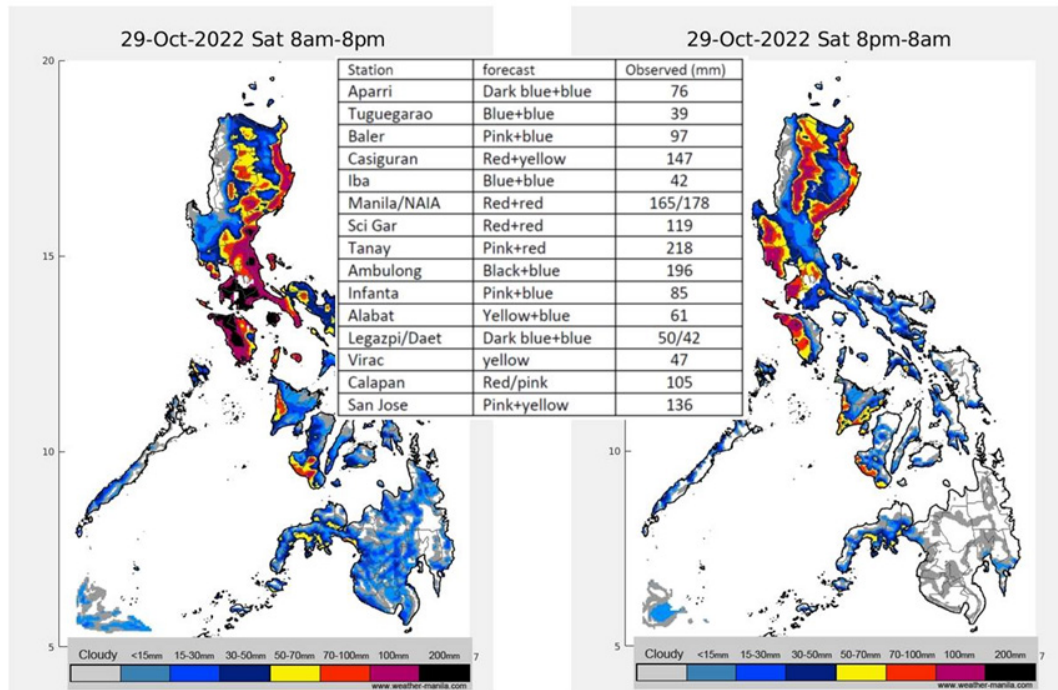 29-Oct-2022 Sat 8am-8pm
29-Oct-2022 Sat 8pm-8am
20
15
10
5
10
5
Station forecast Observed (mm)
Aparri Dark blue+blue 76
Tuguegarao Blue+blue 39
Baler Pink+blue 97
Casiguran Red+yellow 147
Iba Blue+blue 42
Manila/NAIA Red+red 165/178
Sci Gar Red+red 119
Tanay Pink+red 218
Ambulong Black+blue 196
Infanta Pink+blue 85
Alabat Yellow+blue 61
Legazpi/Daet Dark blue+blue 50/42
Virac yellow 47
Calapan Red/pink 105
San Jose Pink+yellow 136
Cloudy <15mm 15-30mm 30-50mm 50-70mm 70-100mm 100mm 200mm 7
www.weather-manila.com
Cloudy <15mm 15-30mm 30-50mm 50-70mm 70-100mm 100mm 200mm 7
www.weather-manila.com